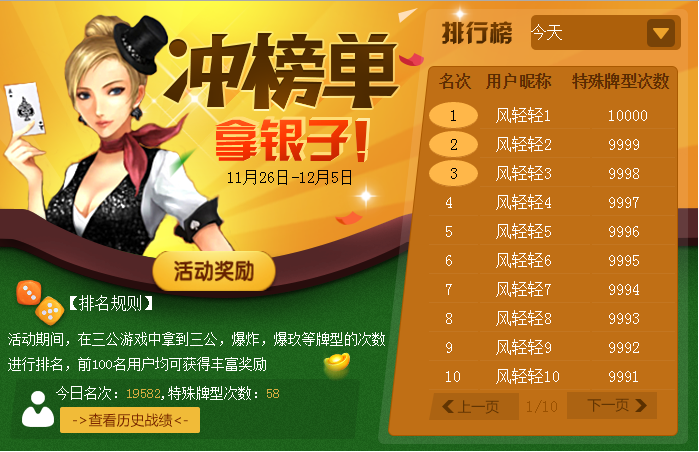 冲榜单
拿银子!
11月26日-12月5日
A
活动奖励
【排名规则】
活动期间，在三公游戏中拿到三公，爆炸，爆玖等牌型的次数
进行排名，前100名用户均可获得丰富奖励
今日名次：19582,特殊牌型次数：58
->查看历史战绩<-
排行榜 今天
名次 用户昵称 特殊牌型次数
1 风轻轻1 10000
2 风轻轻2 9999
3 风轻轻3 9998
4 风轻轻4 9997
5 风轻轻5 9996
6 风轻轻6 9995
7 风轻轻7 9994
8 风轻轻8 9993
9 风轻轻9 9992
10 风轻轻10 9991
上一页 1/10 下一页